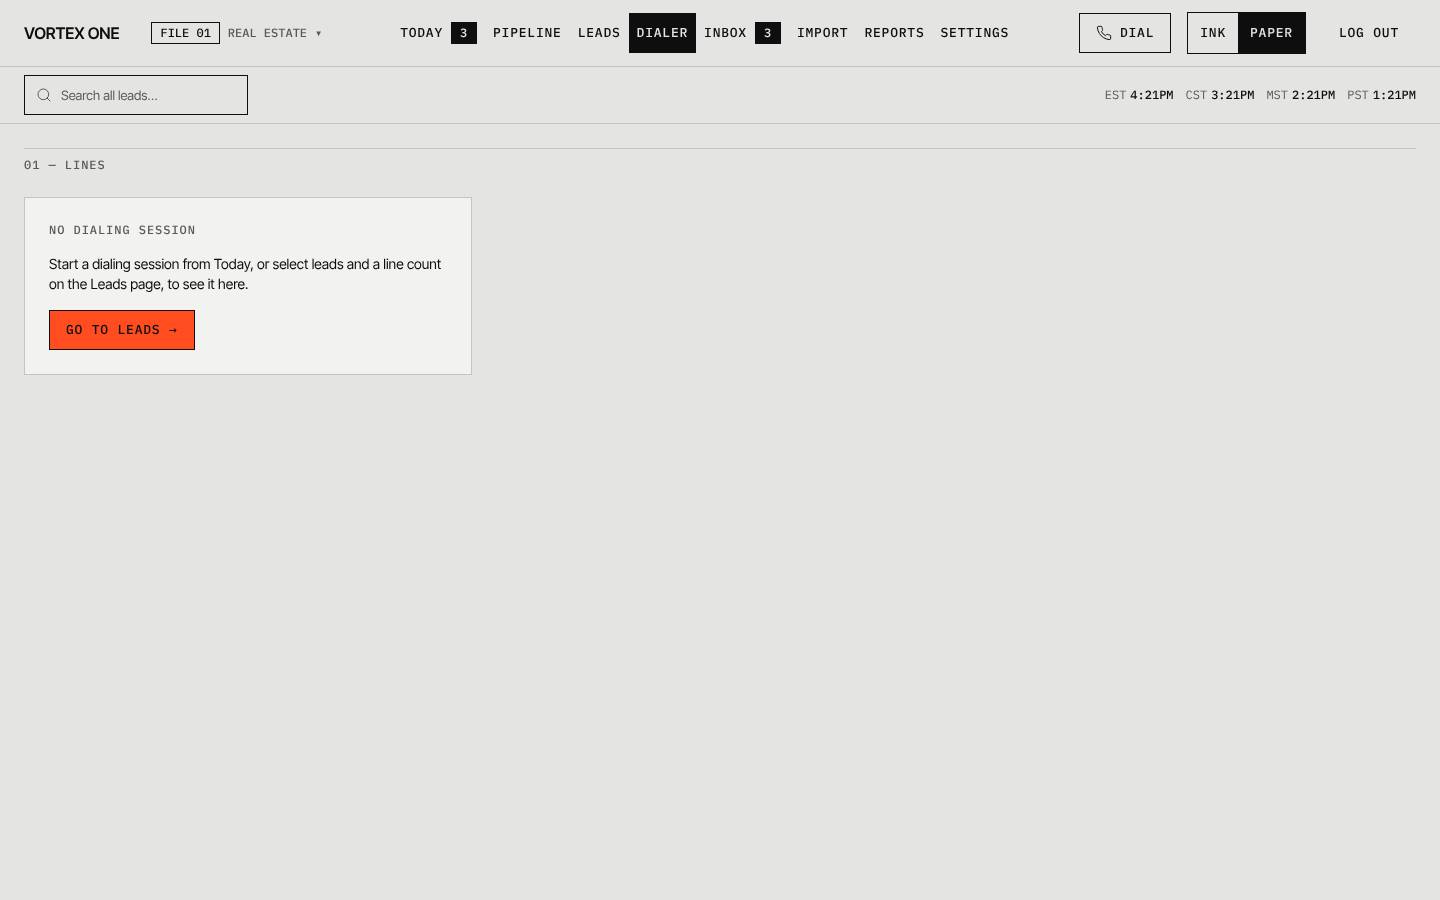 VORTEX ONE
FILE 01 REAL ESTATE ▾
TODAY 3 PIPELINE LEADS DIALER INBOX 3 IMPORT REPORTS SETTINGS
DIAL
INK PAPER
LOG OUT
Search all leads...
EST 4:21PM CST 3:21PM MST 2:21PM PST 1:21PM
01 — LINES
NO DIALING SESSION
Start a dialing session from Today, or select leads and a line count
on the Leads page, to see it here.
GO TO LEADS →